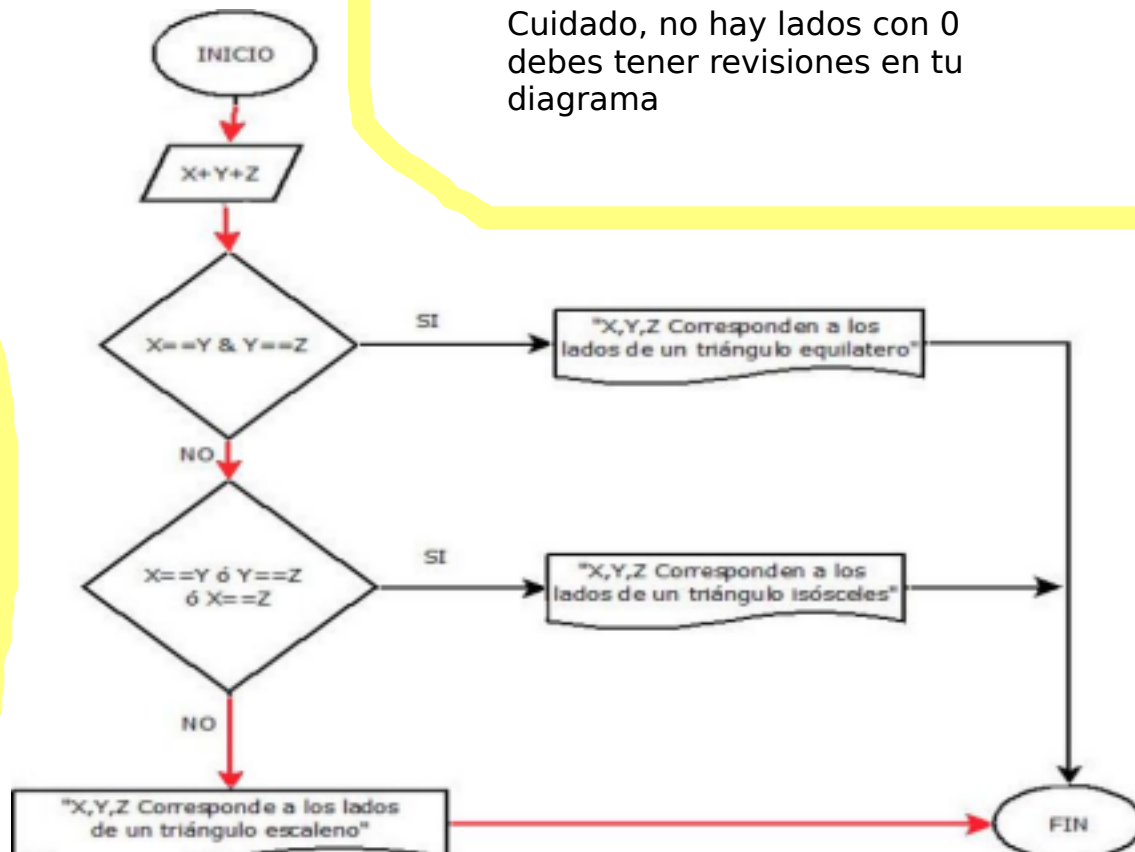 Cuidado, no hay lados con 0
debes tener revisiones en tu
diagrama
INICIO
X+Y+Z
X==Y & Y==Z
SI
"X,Y,Z Corresponden a los
lados de un triángulo equilatero"
NO
X==Y ó Y==Z
ó X==Z
SI
"X,Y,Z Corresponden a los
lados de un triángulo isósceles"
NO
"X,Y,Z Corresponde a los lados
de un triángulo escaleno"
FIN